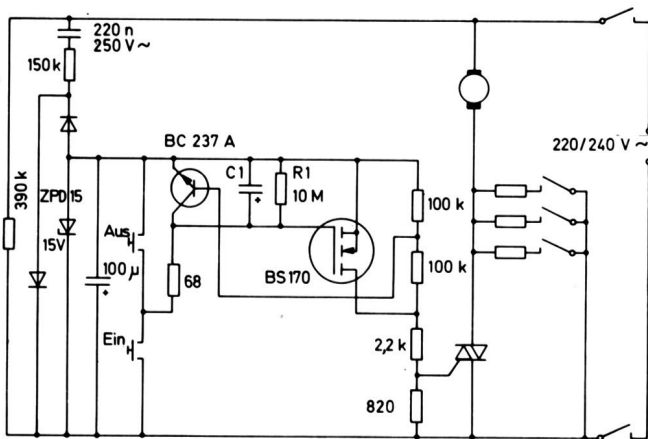 220 n
250 V ~
150 k
BC 237 A
220/240 V ~
390 k
ZPD 15
15V
C1
R1
10 M
100 k
Aus
100 µ
68
BS 170
100 k
Ein
2,2 k
820